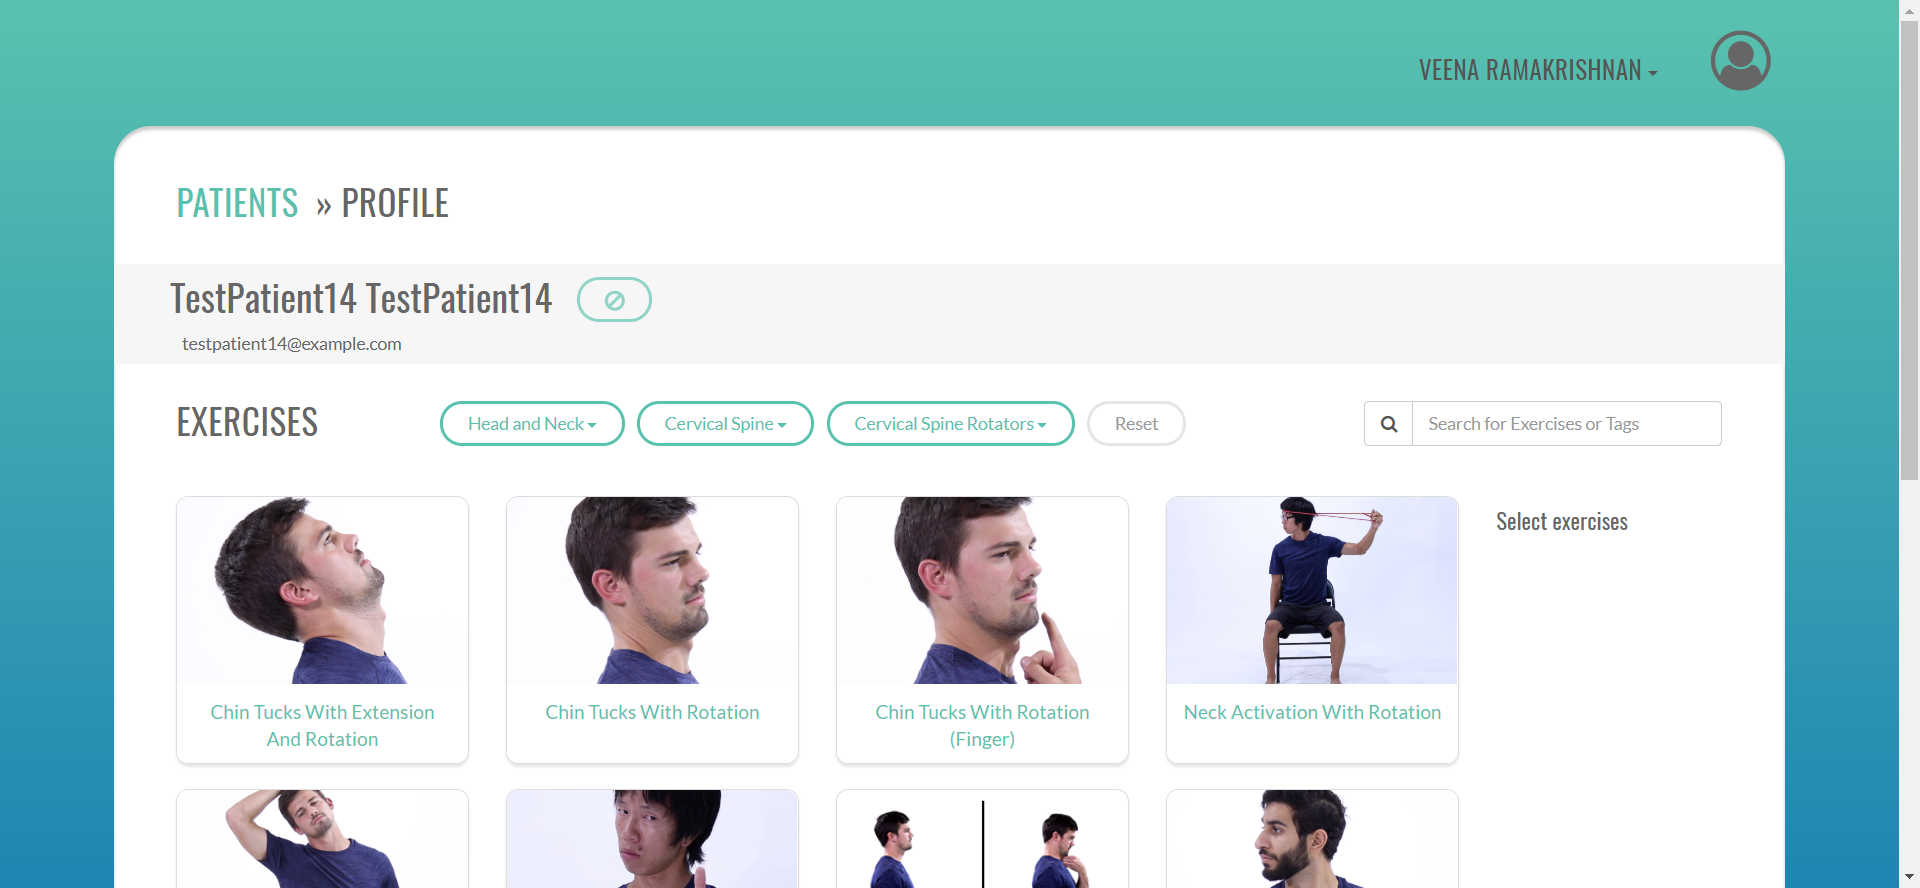 VEENA RAMAKRISHNAN
PATIENTS » PROFILE
TestPatient14 TestPatient14
testpatient14@example.com
EXERCISES
Head and Neck
Cervical Spine
Cervical Spine Rotators
Reset
Search for Exercises or Tags
Select exercises
Chin Tucks With Extension
And Rotation
Chin Tucks With Rotation
Chin Tucks With Rotation
(Finger)
Neck Activation With Rotation